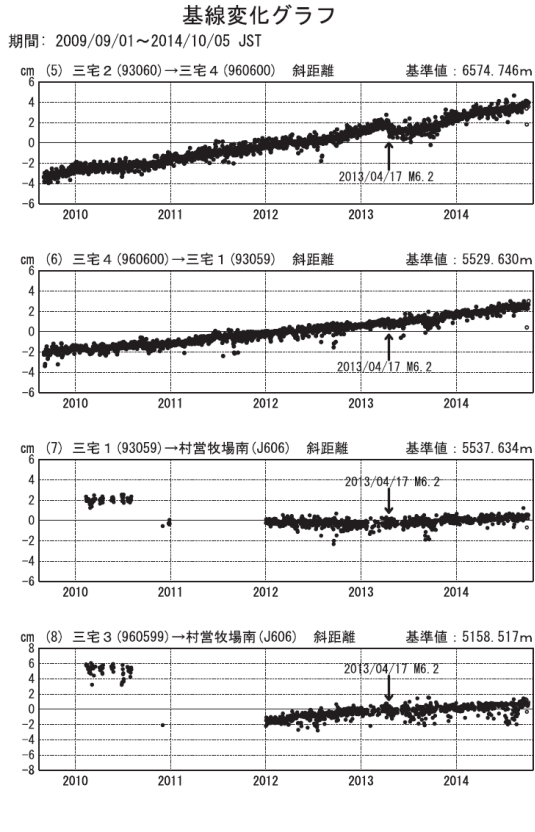 基線変化グラフ
期間: 2009/09/01～2014/10/05 JST
cm (5) 三宅２(93060)→三宅４(960600) 斜距離 基準値：6574.746ｍ
6
4
2
0
-2
-4
-6
2013/04/17 M6.2
2010 2011 2012 2013 2014
cm (6) 三宅４(960600)→三宅１(93059) 斜距離 基準値：5529.630ｍ
6
4
2
0
-2
-4
-6
2013/04/17 M6.2
2010 2011 2012 2013 2014
cm (7) 三宅１(93059)→村営牧場南(J606) 斜距離 基準値：5537.634ｍ
6
4
2
0
-2
-4
-6
2013/04/17 M6.2
2010 2011 2012 2013 2014
cm (8) 三宅３(960599)→村営牧場南(J606) 斜距離 基準値：5158.517ｍ
8
6
4
2
0
-2
-4
-6
-8
2013/04/17 M6.2
2010 2011 2012 2013 2014